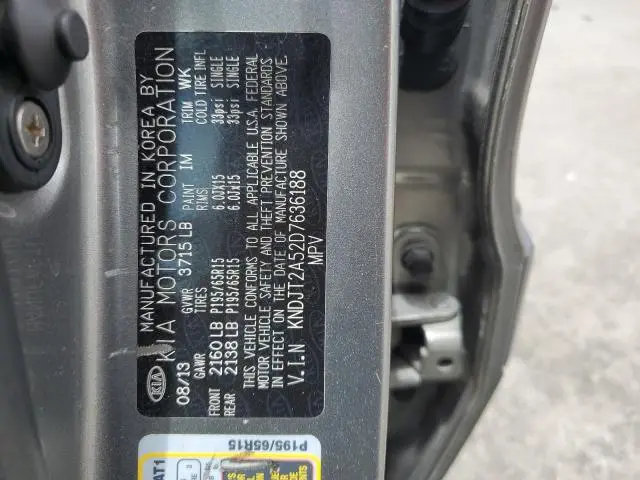 MANUFACTURED IN KOREA BY
KIA KIA MOTORS CORPORATION
08/13 GVWR 3715 LB PAINT IM TRIM WK
GAWR TIRES RIMS COLD TIRE INFL
FRONT 2160 LB P195/65R15 6.0JX15 33psi SINGLE
REAR 2138 LB P195/65R15 6.0JX15 33psi SINGLE
THIS VEHICLE CONFORMS TO ALL APPLICABLE U.S.A. FEDERAL
MOTOR VEHICLE SAFETY AND THEFT PREVENTION STANDARDS
IN EFFECT ON THE DATE OF MANUFACTURE SHOWN ABOVE.
V.I.N KNDJT2A52D7636188
MPV
P195/65R15